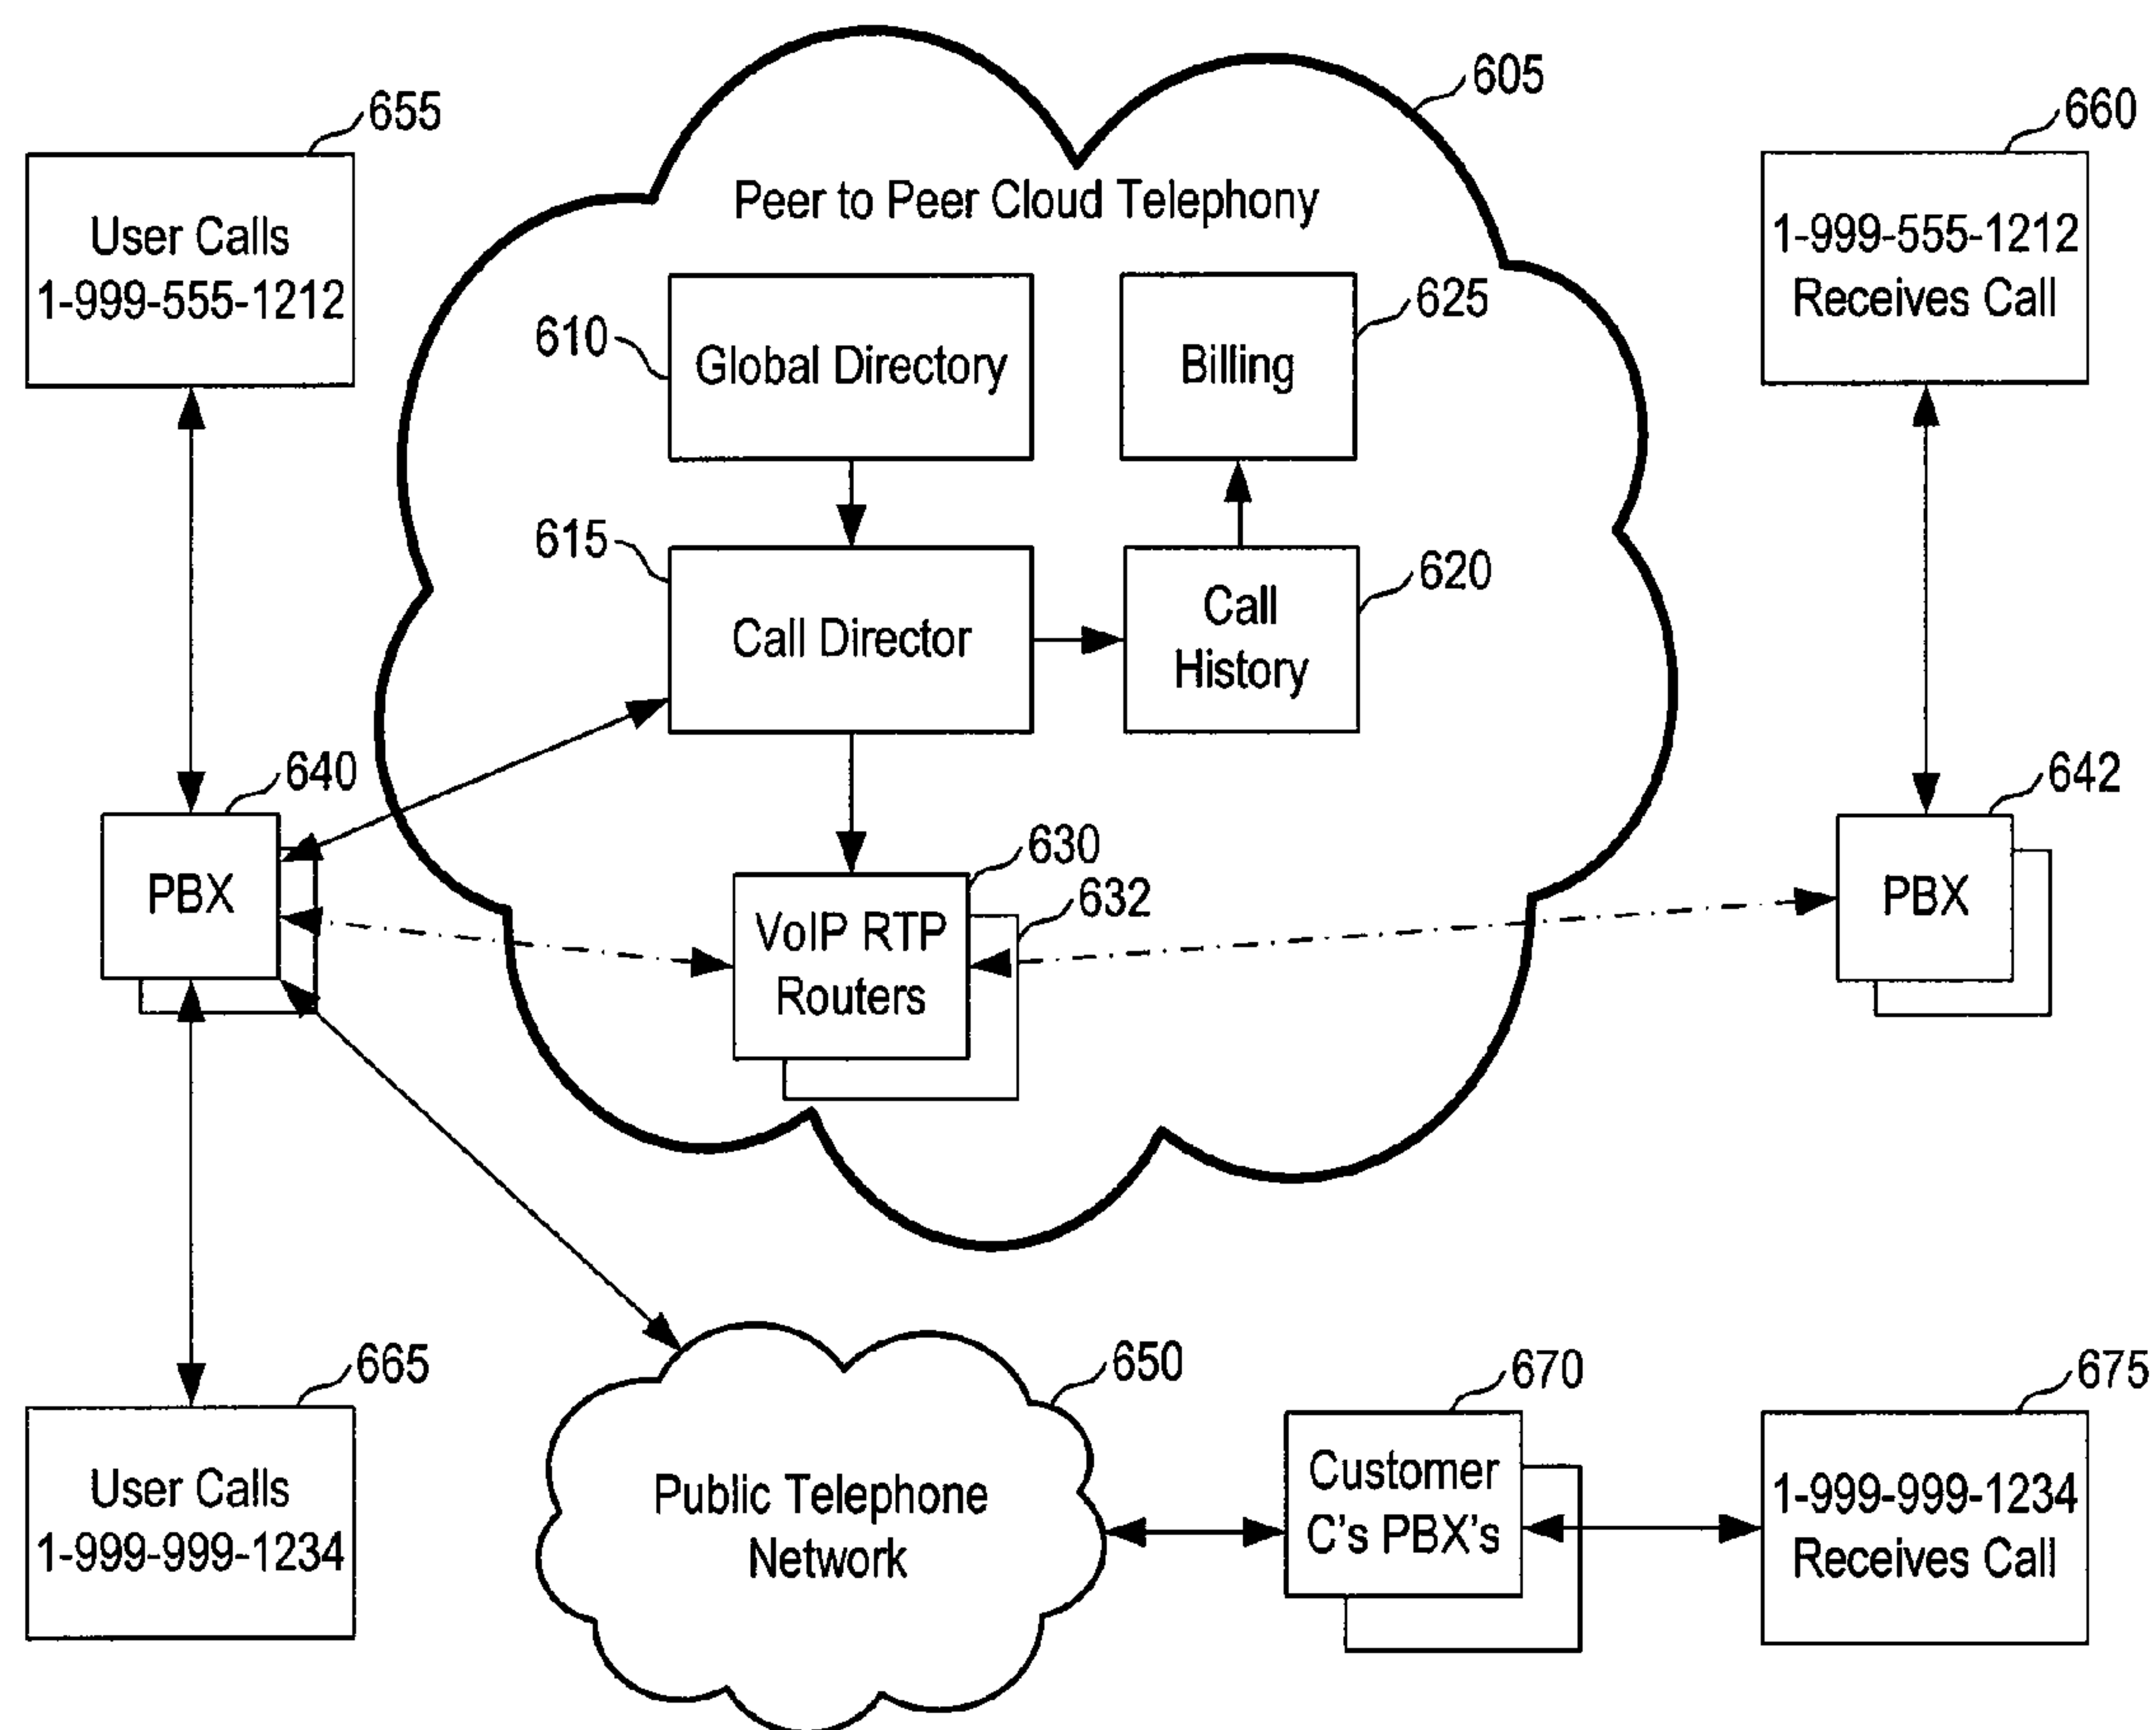 605
655
660
Peer to Peer Cloud Telephony
User Calls
1-999-555-1212
1-999-555-1212
Receives Call
610
Global Directory
625
Billing
615
Call Director
620
Call
History
640
PBX
630
632
VoIP RTP
Routers
642
PBX
665
User Calls
1-999-999-1234
650
Public Telephone
Network
670
Customer
C's PBX's
675
1-999-999-1234
Receives Call